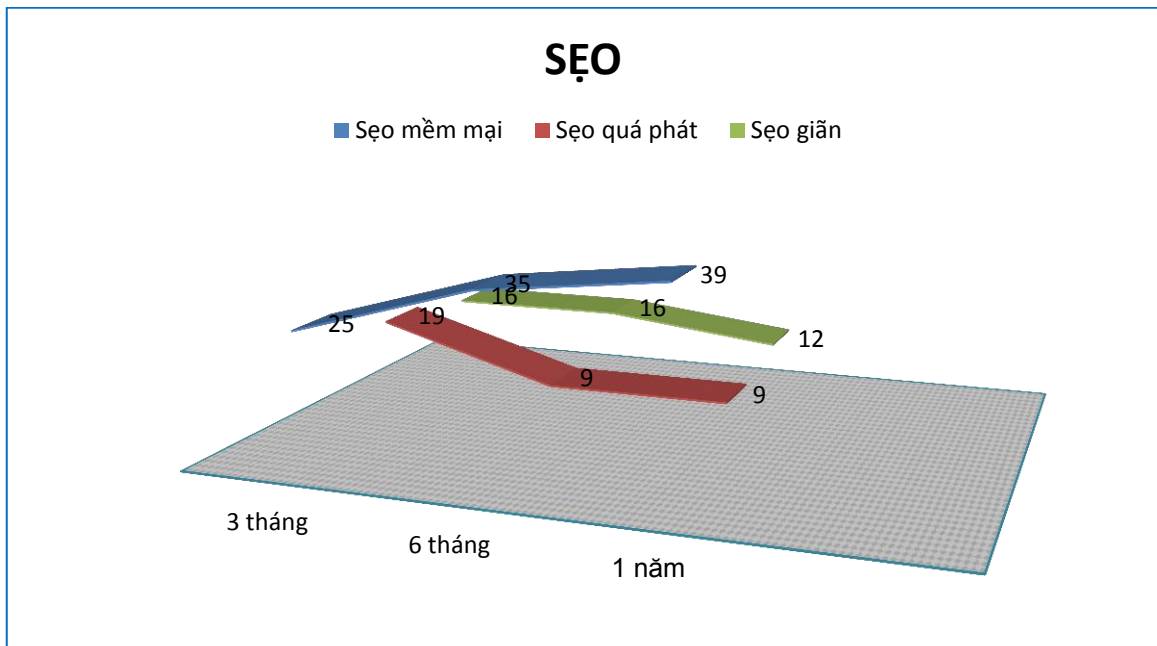 SẸO
Sẹo mềm mại Sẹo quá phát Sẹo giãn
25 35 39
19 9 9
16 16 12
3 tháng
6 tháng
1 năm